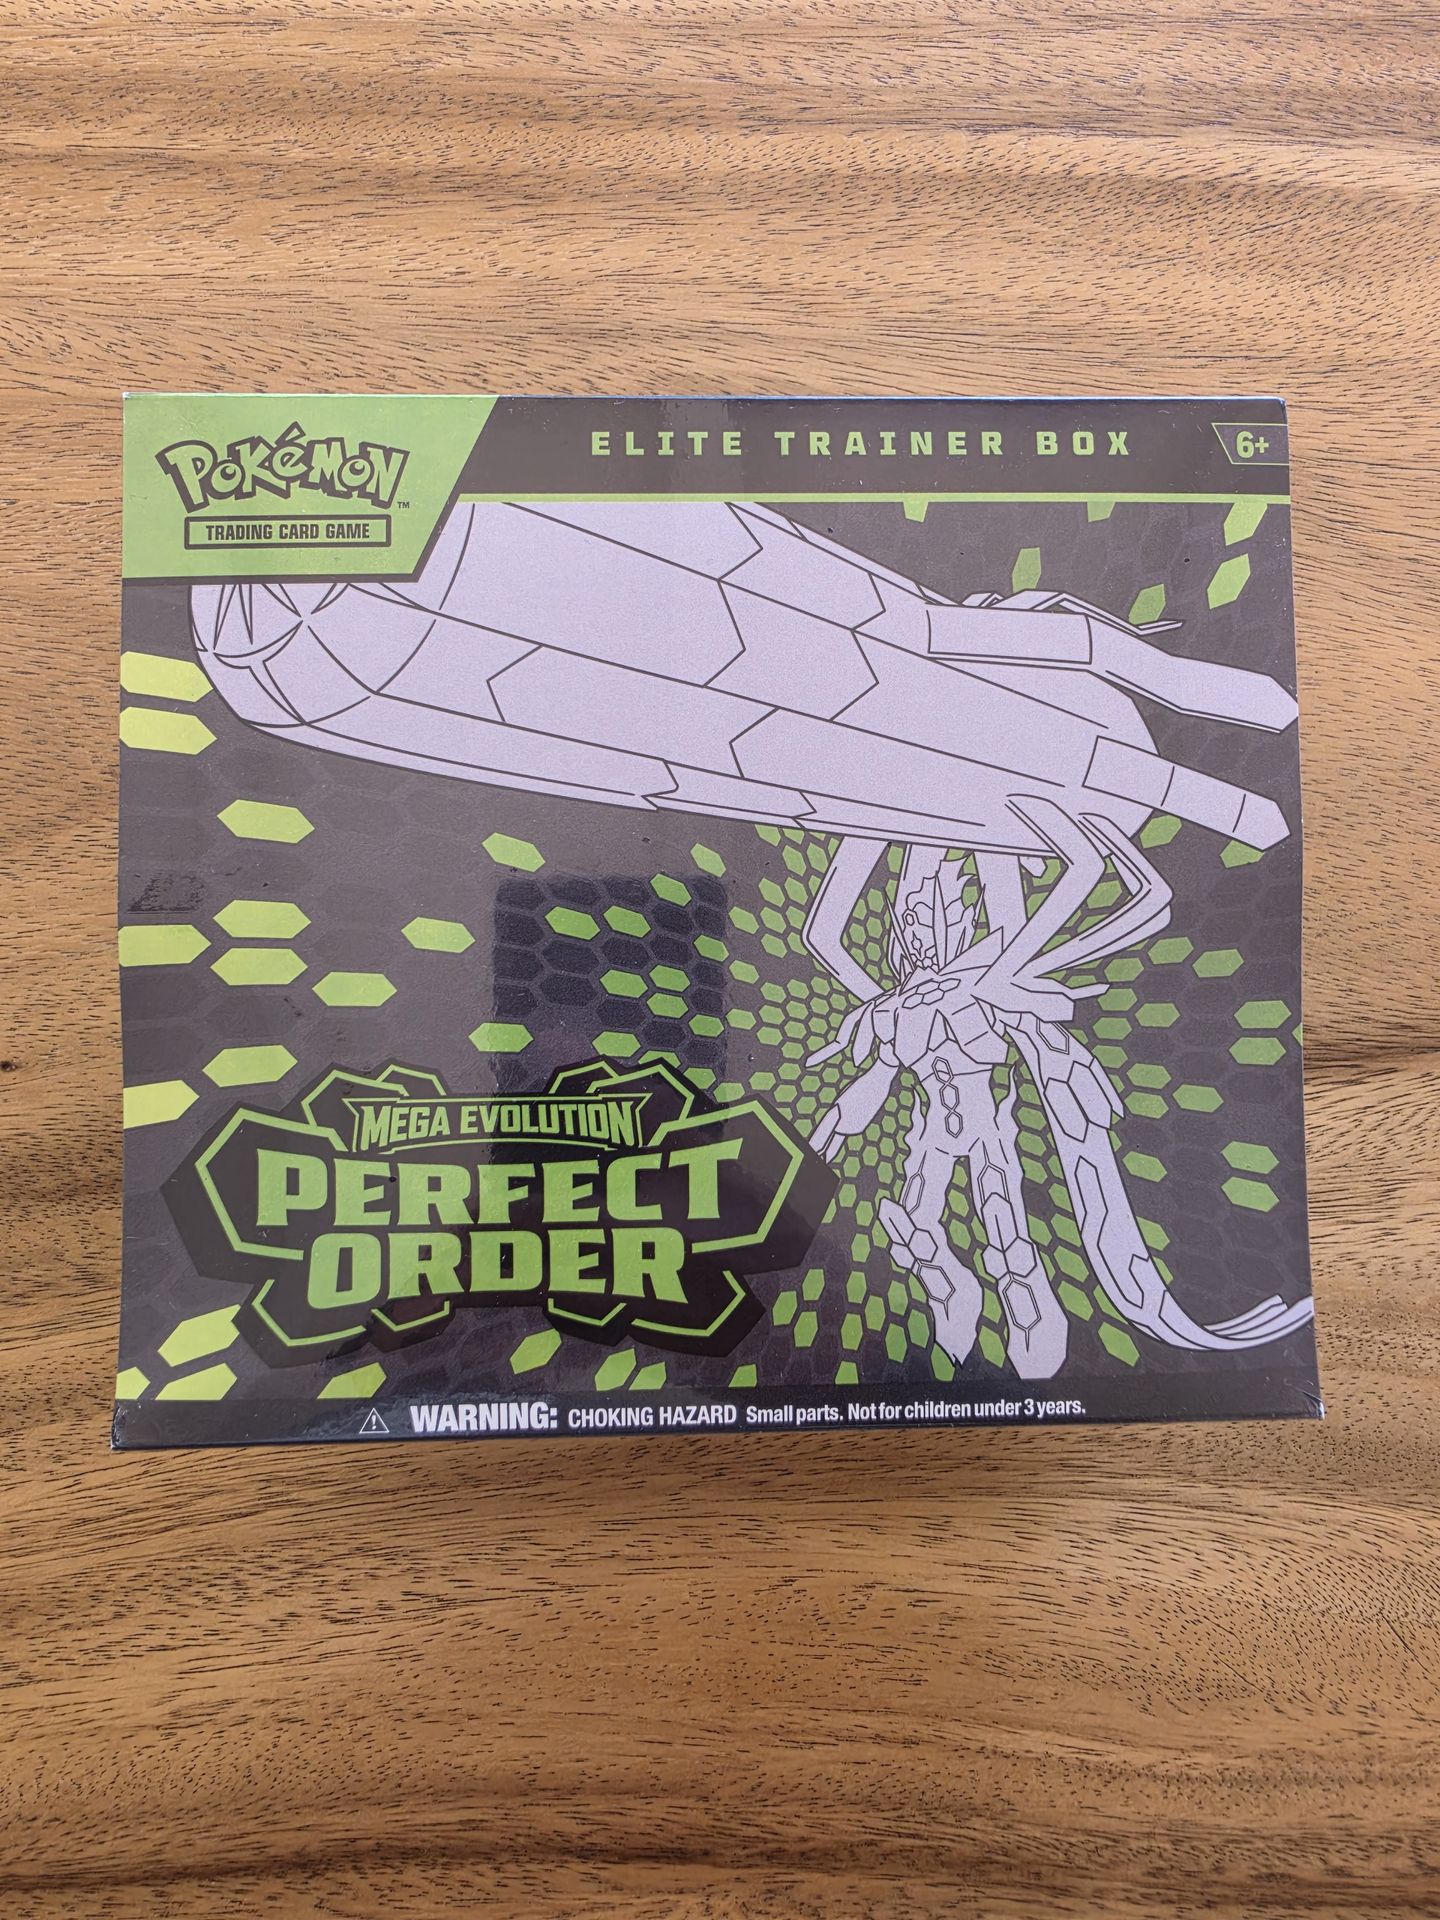 POKéMON™
TRADING CARD GAME
ELITE TRAINER BOX
6+
MEGA EVOLUTION
PERFECT
ORDER
WARNING: CHOKING HAZARD Small parts. Not for children under 3 years.